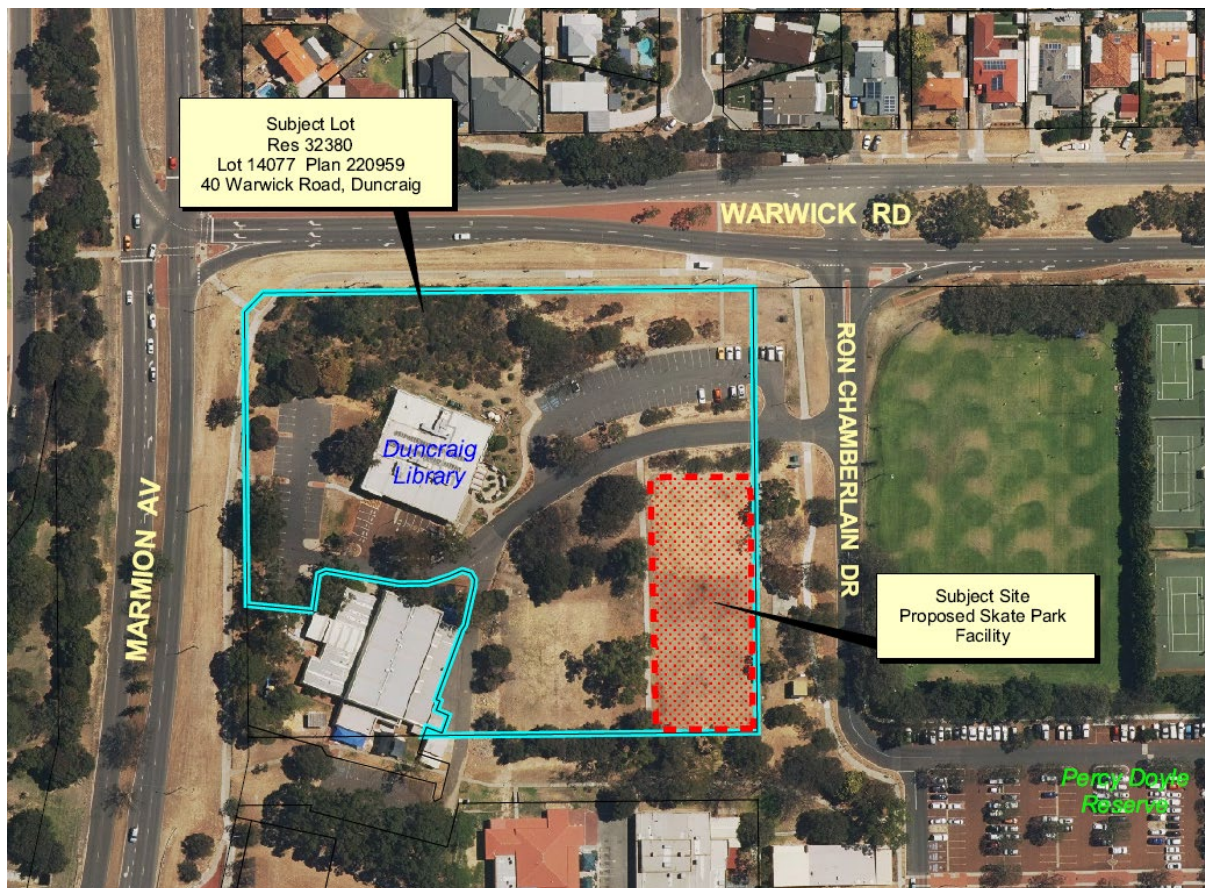 Subject Lot
Res 32380
Lot 14077 Plan 220959
40 Warwick Road, Duncraig
WARWICK RD
RON CHAMBERLAIN DR
Duncraig
Library
MARMION AV
Subject Site
Proposed Skate Park
Facility
Percy Doyle
Reserve